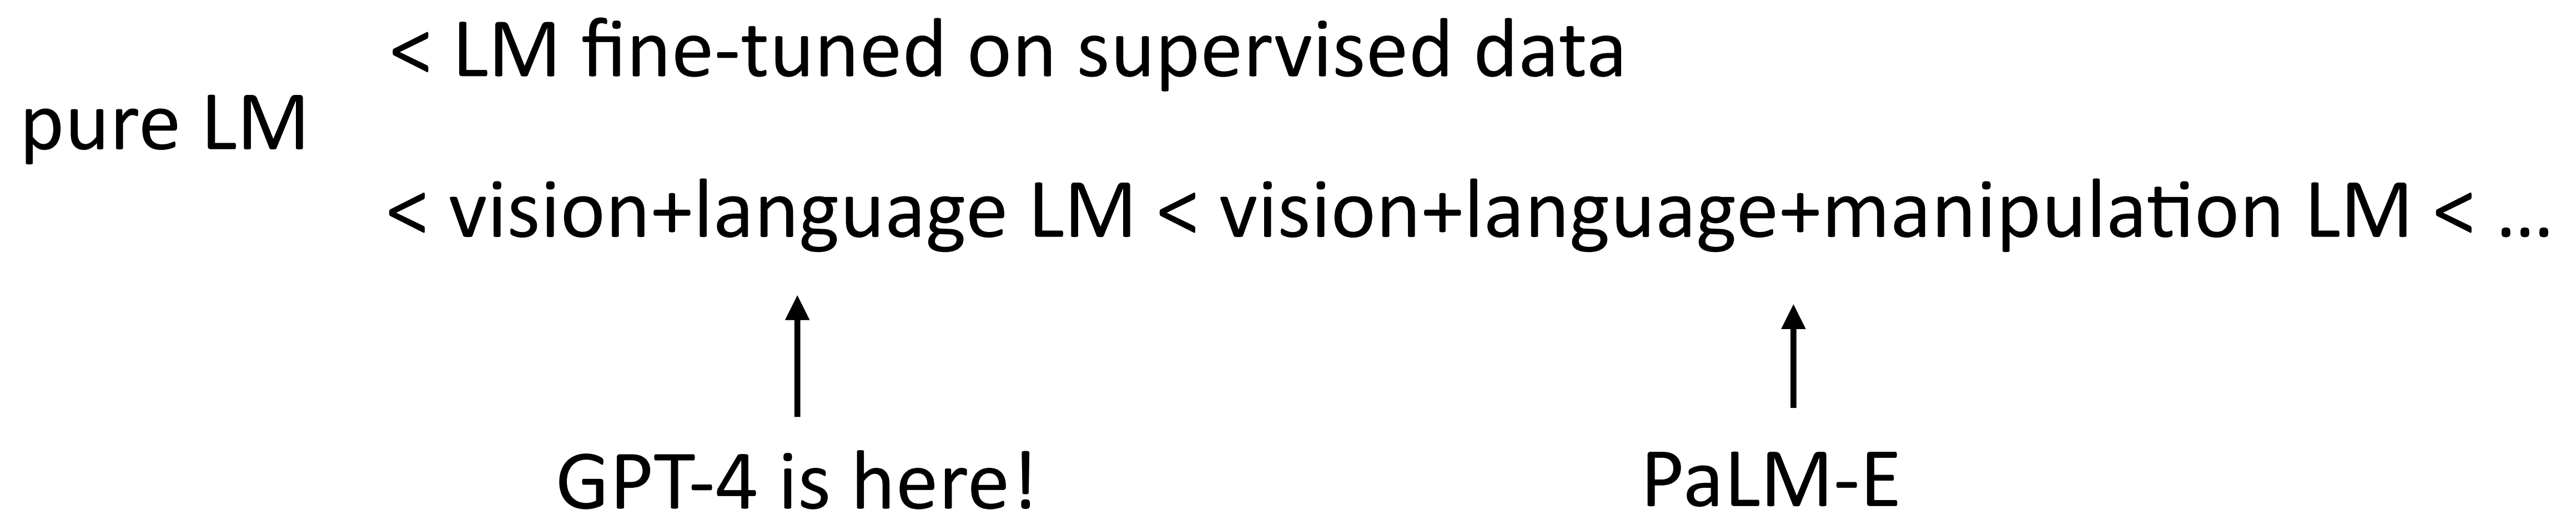 < LM fine-tuned on supervised data
pure LM
< vision+language LM < vision+language+manipulation LM < ...
GPT-4 is here!
PaLM-E